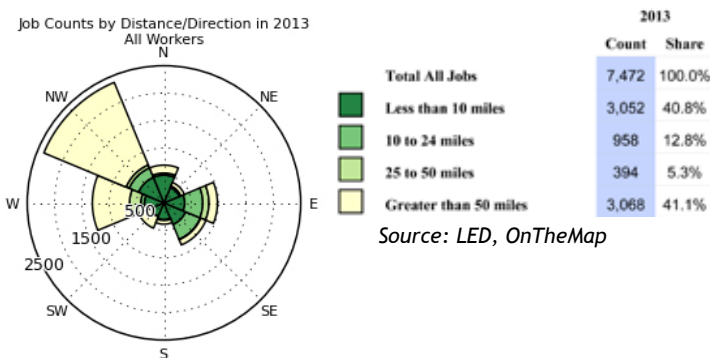 Job Counts by Distance/Direction in 2013
All Workers
N
NW
NE
W
E
500
1500
2500
SW
SE
S
2013
Count Share
Total All Jobs 7,472 100.0%
Less than 10 miles 3,052 40.8%
10 to 24 miles 958 12.8%
25 to 50 miles 394 5.3%
Greater than 50 miles 3,068 41.1%
Source: LED, OnTheMap